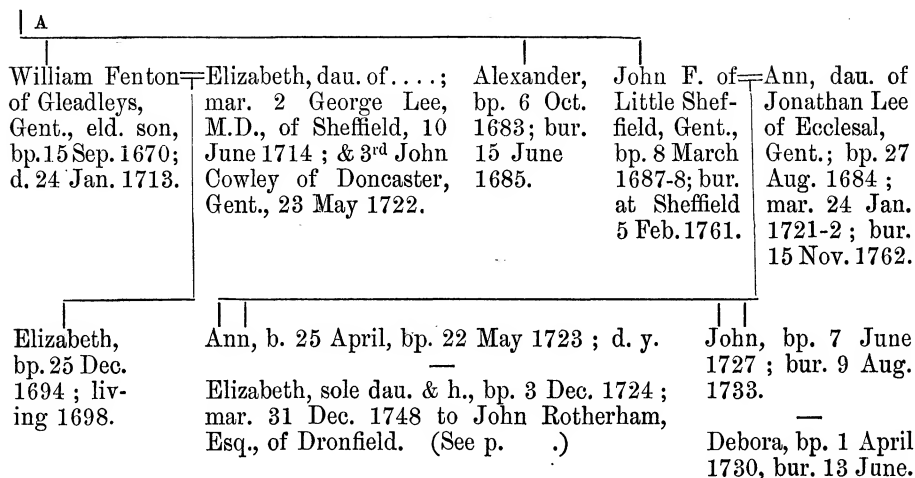 A
William Fenton=
of Gleadleys,
Gent., eld. son,
bp. 15 Sep. 1670;
d. 24 Jan. 1713.
Elizabeth, dau. of . . . . ;
mar. 2 George Lee,
M.D., of Sheffield, 10
June 1714 ; & 3rd John
Cowley of Doncaster,
Gent., 23 May 1722.
Alexander,
bp. 6 Oct.
1683; bur.
15 June
1685.
John F. of=
Little Shef-
field, Gent.,
bp. 8 March
1687-8; bur.
at Sheffield
5 Feb. 1761.
Ann, dau. of
Jonathan Lee
of Ecclesal,
Gent.; bp. 27
Aug. 1684 ;
mar. 24 Jan.
1721-2 ; bur.
15 Nov. 1762.
Elizabeth,
bp. 25 Dec.
1694 ; liv-
ing 1698.
Ann, b. 25 April, bp. 22 May 1723 ; d. y.
—
Elizabeth, sole dau. & h., bp. 3 Dec. 1724 ;
mar. 31 Dec. 1748 to John Rotherham,
Esq., of Dronfield. (See p. .)
John, bp. 7 June
1727 ; bur. 9 Aug.
1733.
—
Debora, bp. 1 April
1730, bur. 13 June.